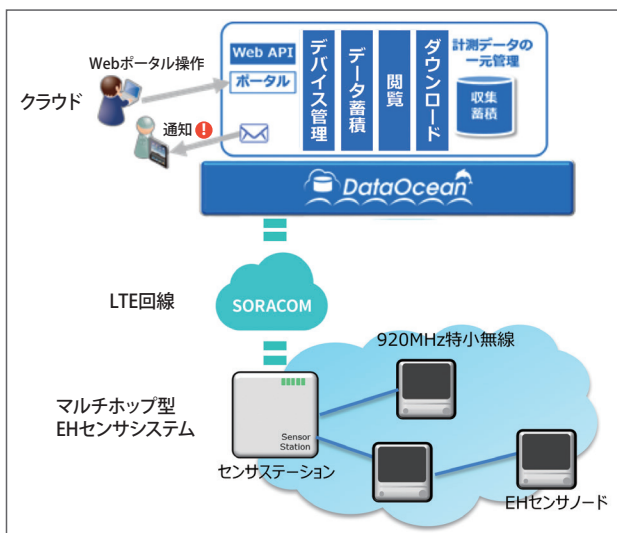 Webポータル操作
クラウド
通知
!
Web API
ポータル
デバイス管理
データ蓄積
閲覧
ダウンロード
計測データの
一元管理
収集
蓄積
DataOcean
LTE回線
SORACOM
920MHz特小無線
マルチホップ型
EHセンサシステム
Sensor
Station
センサステーション
EHセンサノード